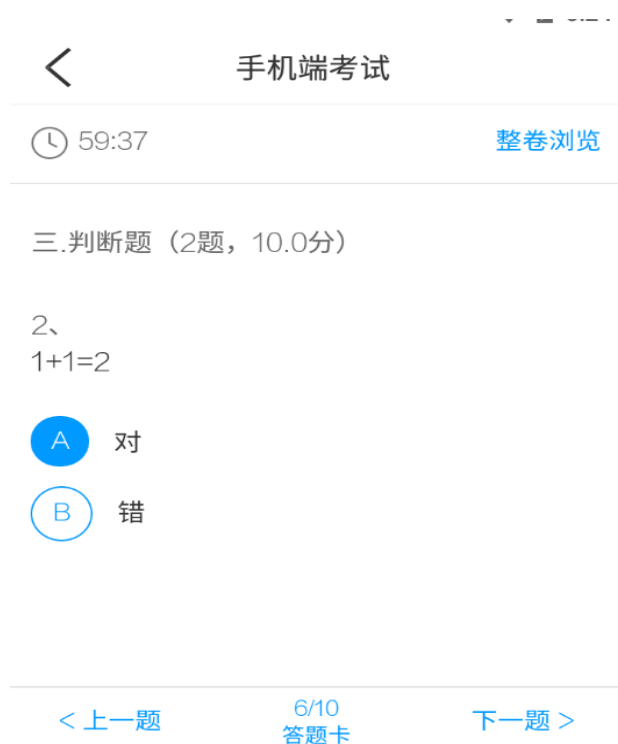 手机端考试
59:37 整卷浏览
三.判断题（2题，10.0分）
2、
1+1=2
A 对
B 错
< 上一题 6/10 下一题 >
答题卡